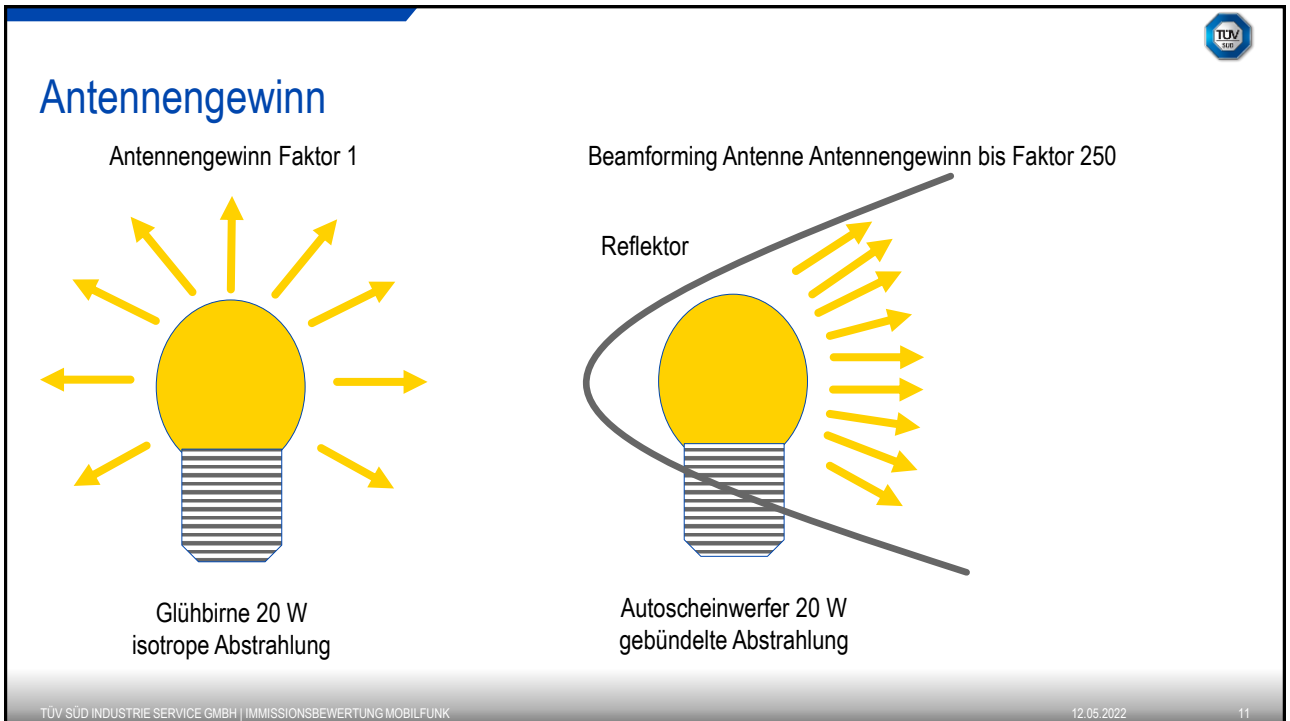 TÜV
SÜD
Antennengewinn
Antennengewinn Faktor 1
Beamforming Antenne Antennengewinn bis Faktor 250
Reflektor
Glühbirne 20 W
isotrope Abstrahlung
Autoscheinwerfer 20 W
gebündelte Abstrahlung
TÜV SÜD INDUSTRIE SERVICE GMBH | IMMISSIONSBEWERTUNG MOBILFUNK
12.05.2022
11